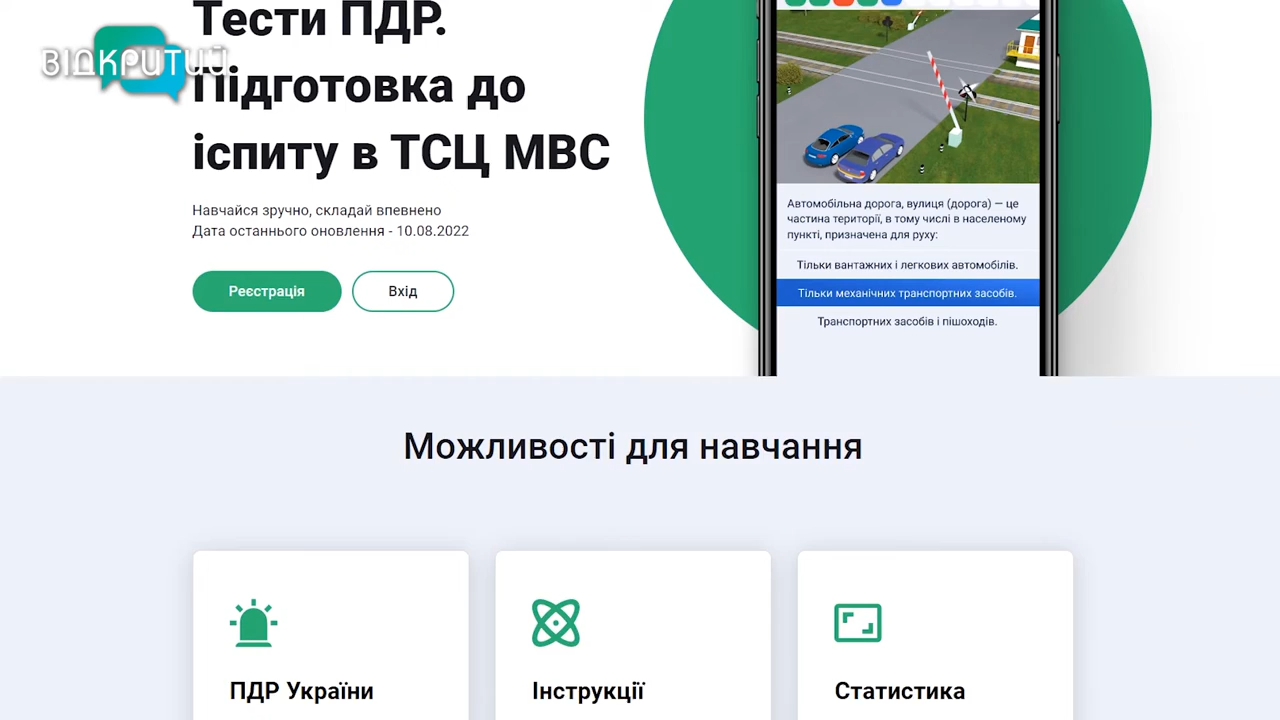 Тести ПДР.
ВІДКРИТИЙ
Підготовка до
іспиту в ТСЦ МВС
Навчайся зручно, складай впевнено
Дата останнього оновлення - 10.08.2022
Реєстрація
Вхід
Автомобільна дорога, вулиця (дорога) — це
частина території, в тому числі в населеному
пункті, призначена для руху:
Тільки вантажних і легкових автомобілів.
Тільки механічних транспортних засобів.
Транспортних засобів і пішоходів.
Можливості для навчання
ПДР України
Інструкції
Статистика